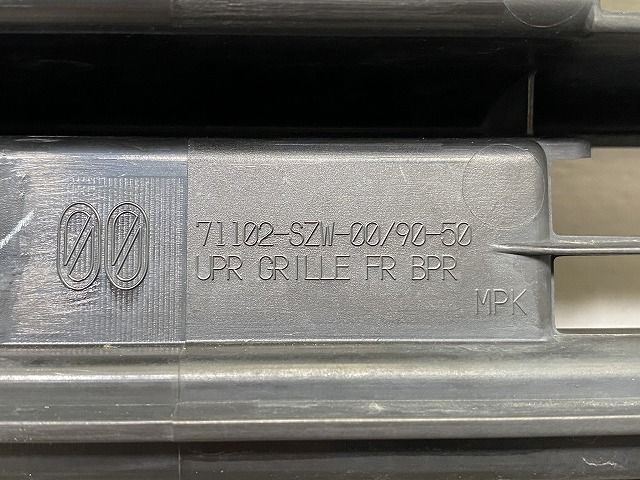 00
71102-SZW-00/90-50
UPR GRILLE FR BPR
MPK